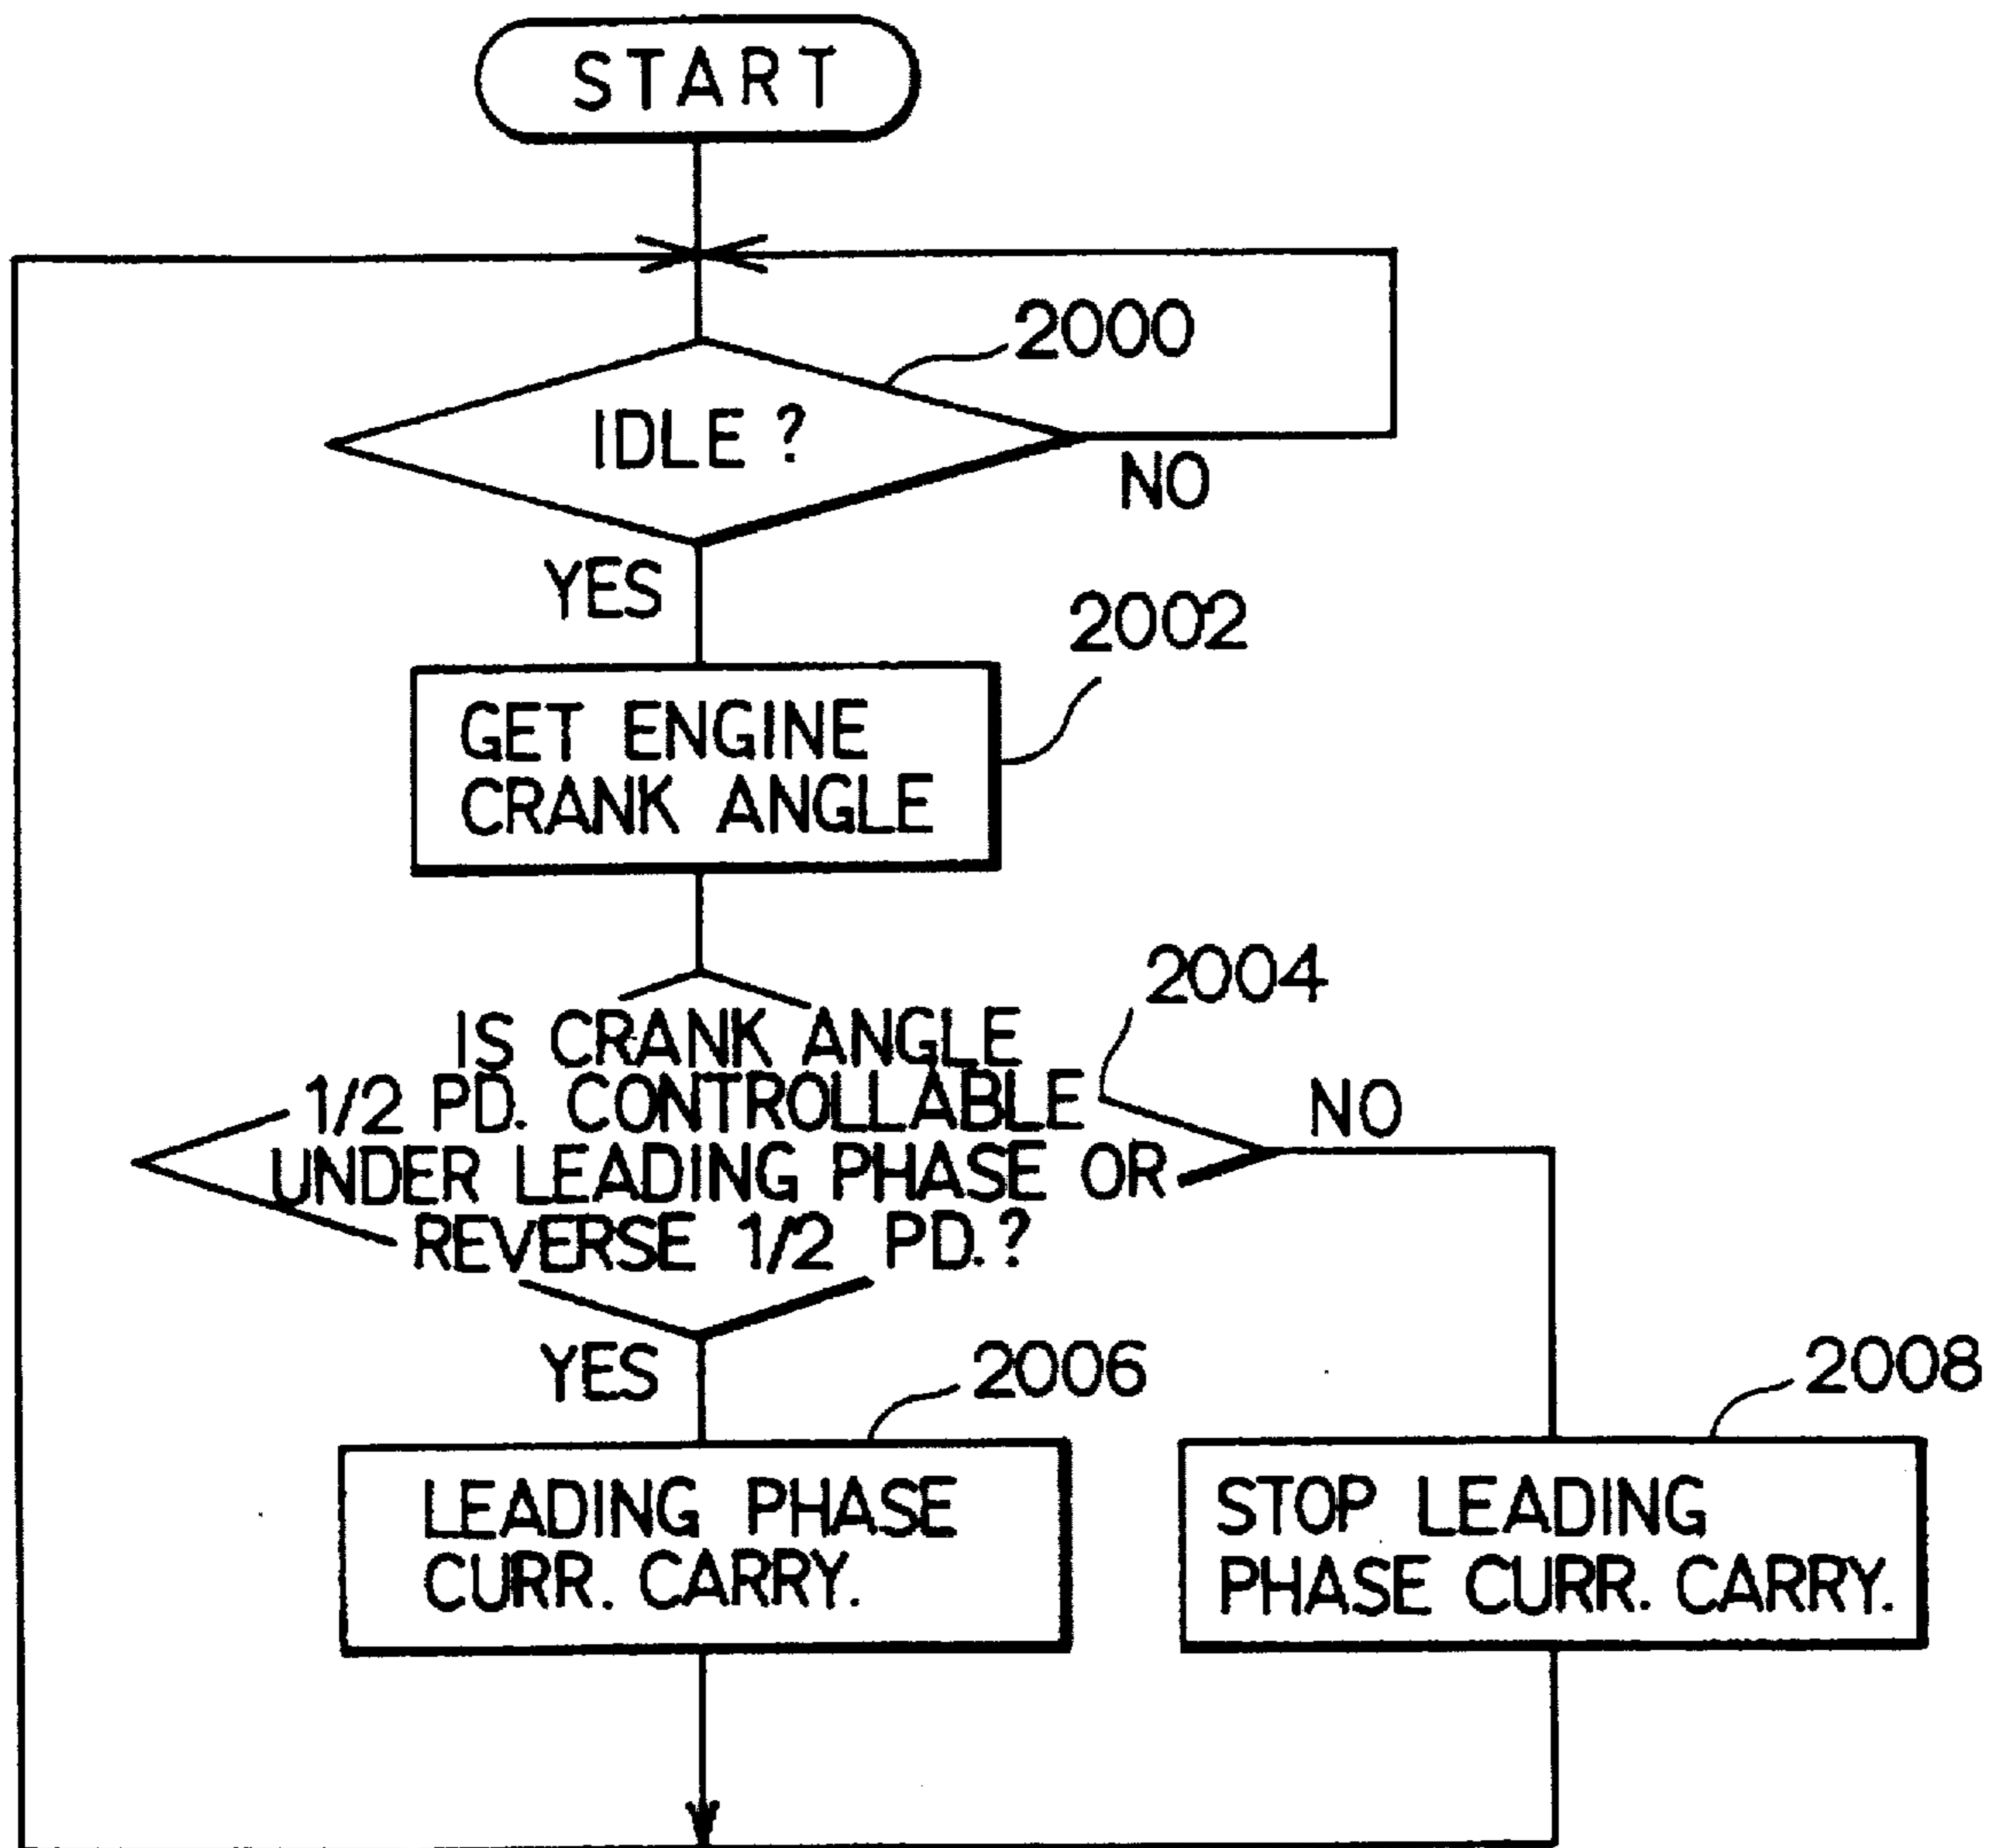 START
2000
IDLE ?
NO
YES
2002
GET ENGINE
CRANK ANGLE
2004
IS CRANK ANGLE
1/2 PD. CONTROLLABLE
UNDER LEADING PHASE OR
REVERSE 1/2 PD.?
NO
YES
2006
2008
LEADING PHASE
CURR. CARRY.
STOP LEADING
PHASE CURR. CARRY.